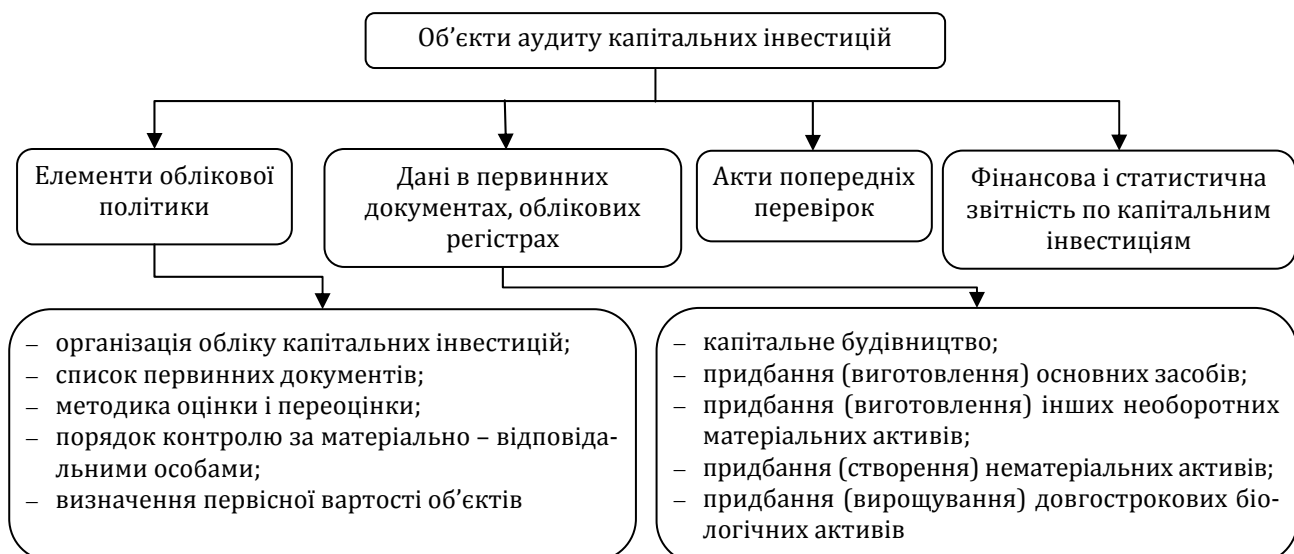 Об’єкти аудиту капітальних інвестицій
Елементи облікової
політики
Дані в первинних
документах, облікових
регістрах
Акти попередніх
перевірок
Фінансова і статистична
звітність по капітальним
інвестиціям
– організація обліку капітальних інвестицій;
– список первинних документів;
– методика оцінки і переоцінки;
– порядок контролю за матеріально – відповіда-
льними особами;
– визначення первісної вартості об’єктів
– капітальне будівництво;
– придбання (виготовлення) основних засобів;
– придбання (виготовлення) інших необоротних
матеріальних активів;
– придбання (створення) нематеріальних активів;
– придбання (вирощування) довгострокових біо-
логічних активів